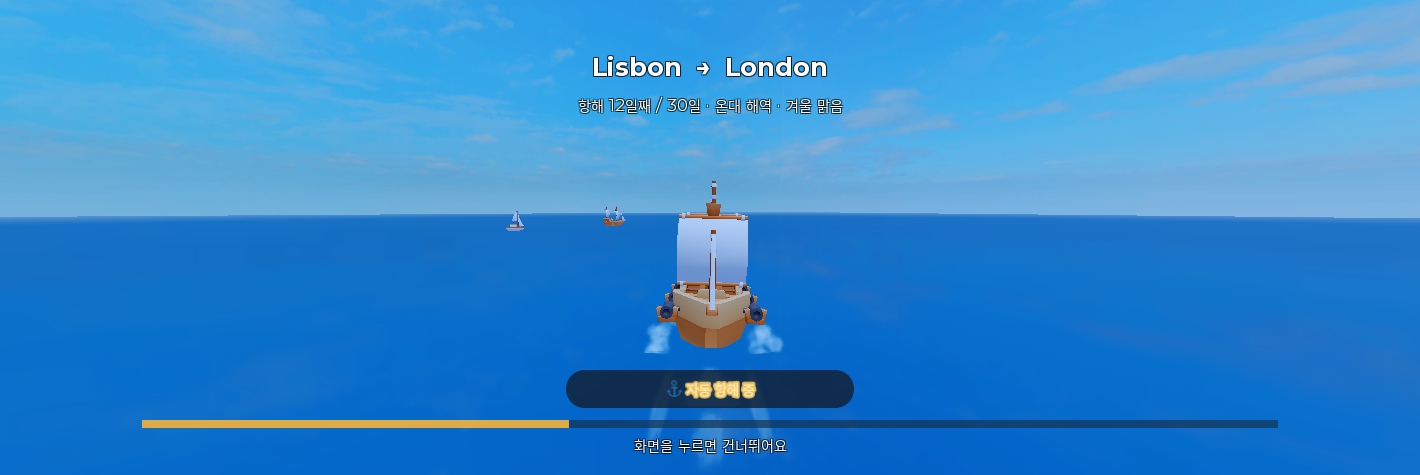 Lisbon → London
항해 12일째 / 30일 · 온대 해역 · 겨울 맑음
⚓ 자동 항해 중
화면을 누르면 건너뛰어요